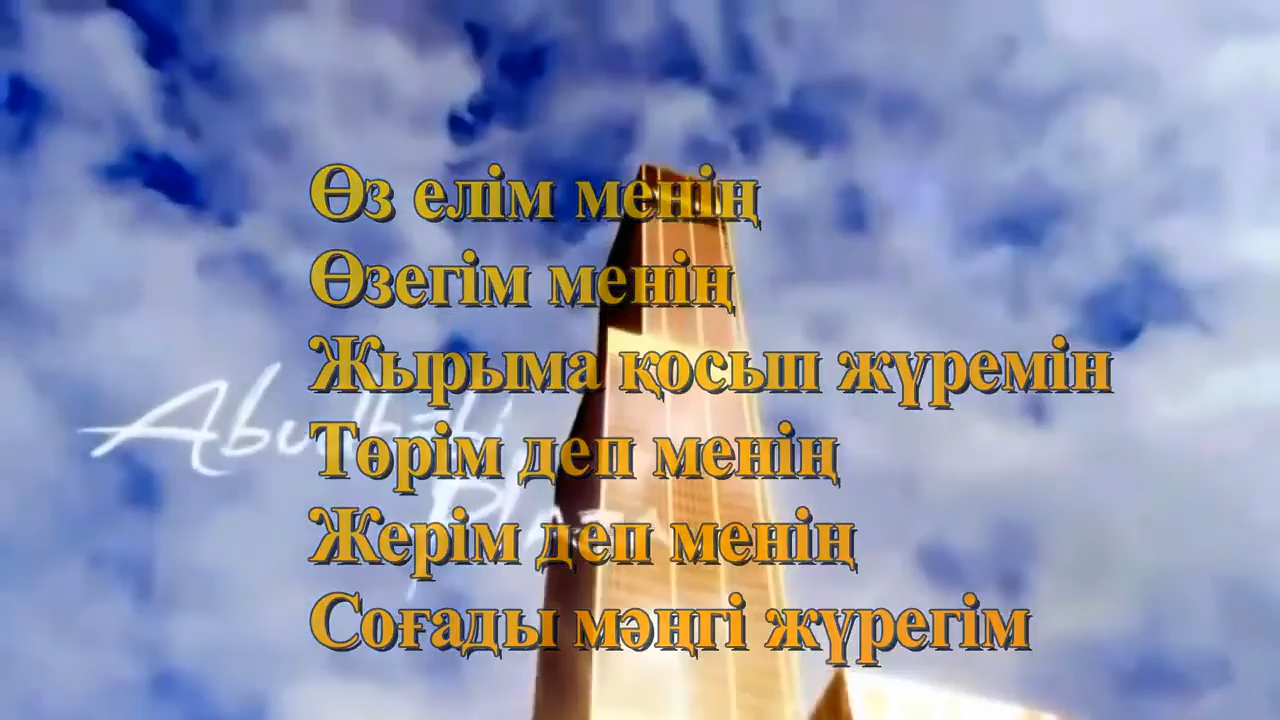 Өз елім менің
Өзегім менің
Жырыма қосып жүремін
Төрім деп менің
Жерім деп менің
Соғады мәңгі жүрегім